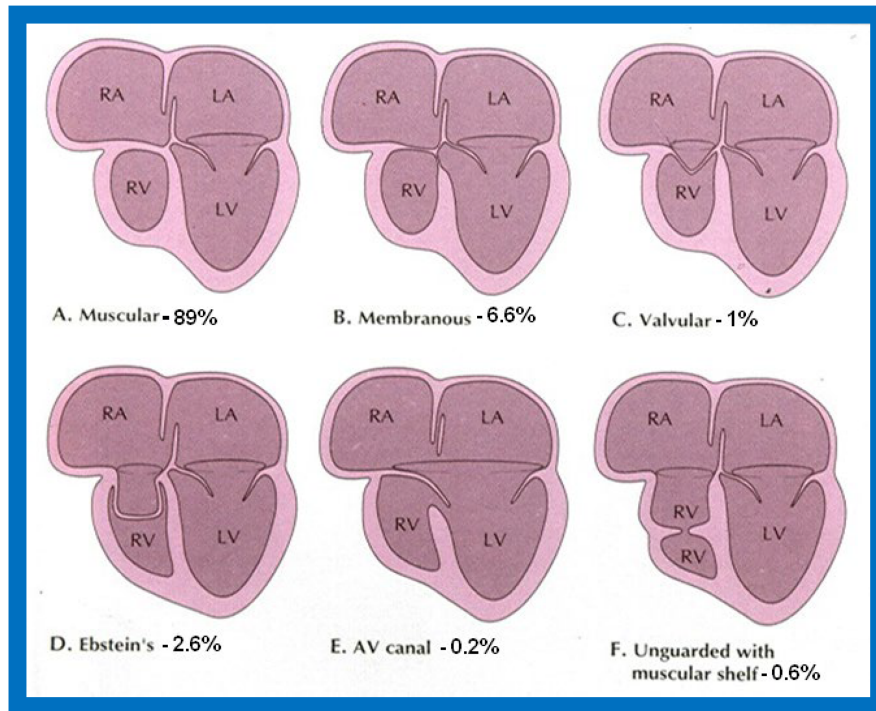 RA LA
RV
LV
A. Muscular - 89%
RA LA
RV
LV
B. Membranous - 6.6%
RA LA
RV
LV
C. Valvular - 1%
RA LA
RV
LV
D. Ebstein's - 2.6%
RA LA
RV
LV
E. AV canal - 0.2%
RA LA
RV
RV
LV
F. Unguarded with
muscular shelf - 0.6%